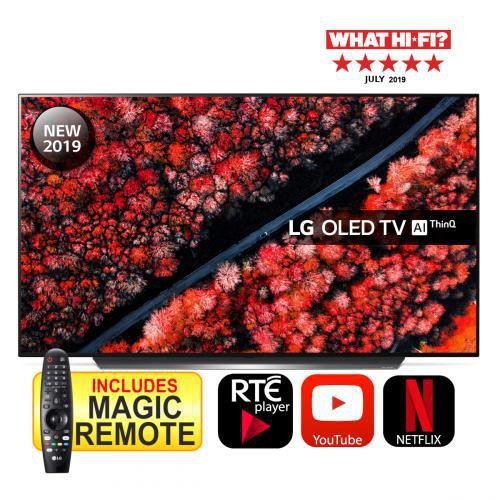 WHAT HI•FI?
★★★★★
JULY 2019
NEW
2019
LG OLED TV AI ThinQ
INCLUDES
MAGIC
REMOTE
LG
RTÉ
player
YouTube
NETFLIX